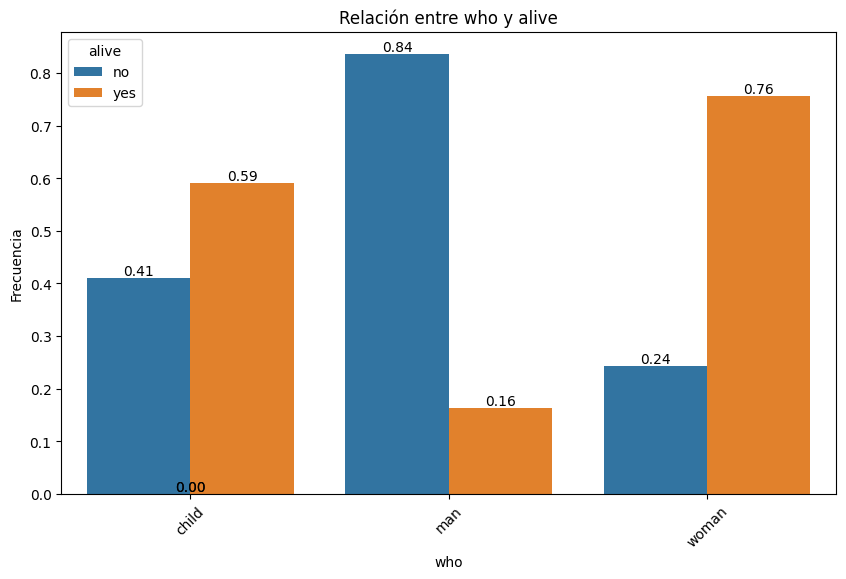 Relación entre who y alive
alive
no
yes
0.84
0.76
0.59
0.41
0.24
0.16
0.00
Frecuencia
0.8
0.7
0.6
0.5
0.4
0.3
0.2
0.1
0.0
child
man
woman
who